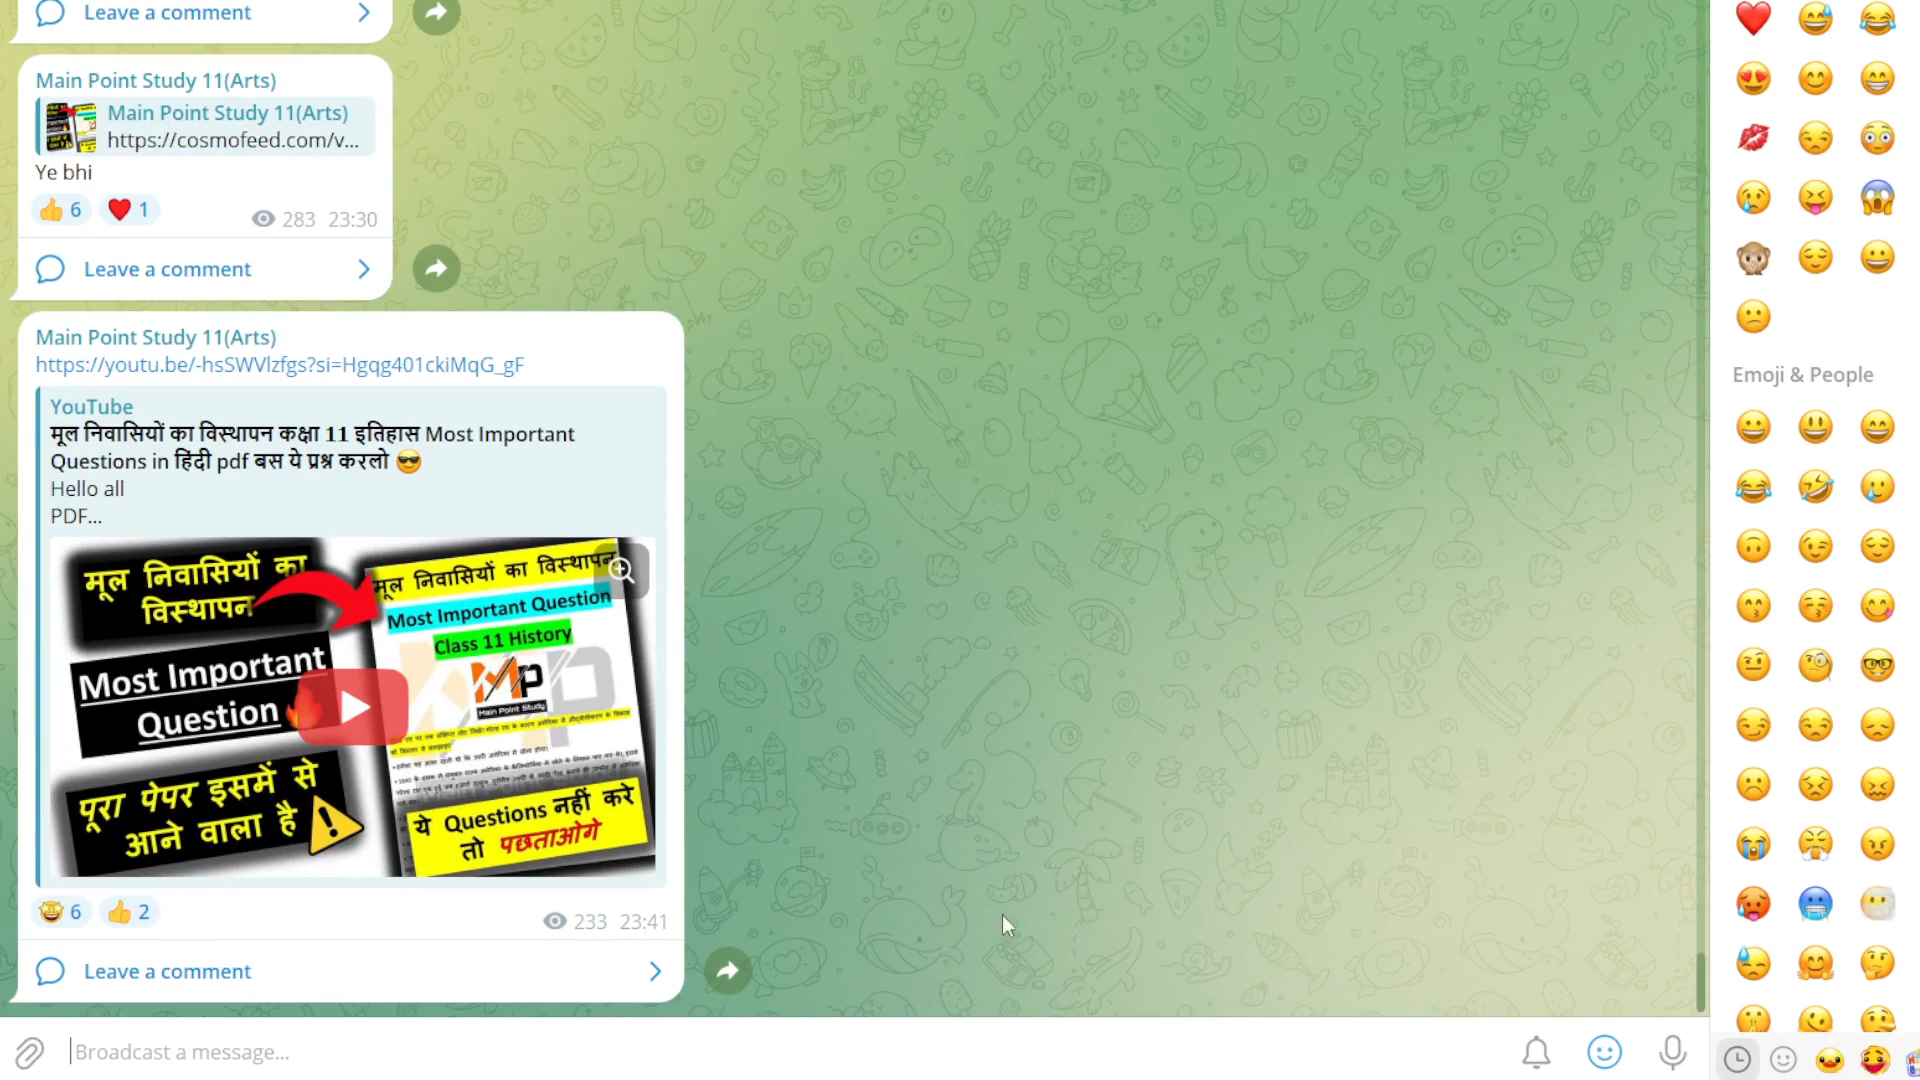 Leave a comment
Main Point Study 11(Arts)
Main Point Study 11(Arts)
https://cosmofeed.com/v...
Ye bhi
6 1 283 23:30
Leave a comment
Main Point Study 11(Arts)
https://youtu.be/-hsSWVlzfgs?si=Hgqg401ckiMqG_gF
YouTube
मूल निवासियों का विस्थापन कक्षा 11 इतिहास Most Important
Questions in हिंदी pdf बस ये प्रश्न करलो 😎
Hello all
PDF...
मूल निवासियों का
विस्थापन
Most Important
Question
पूरा पेपर इसमें से
आने वाला है
मूल निवासियों का विस्थापन
Most Important Question
Class 11 History
MP
Main Point Study
ये Questions नहीं करे
तो पछताओगे
6 2 233 23:41
Leave a comment
Broadcast a message...
Emoji & People